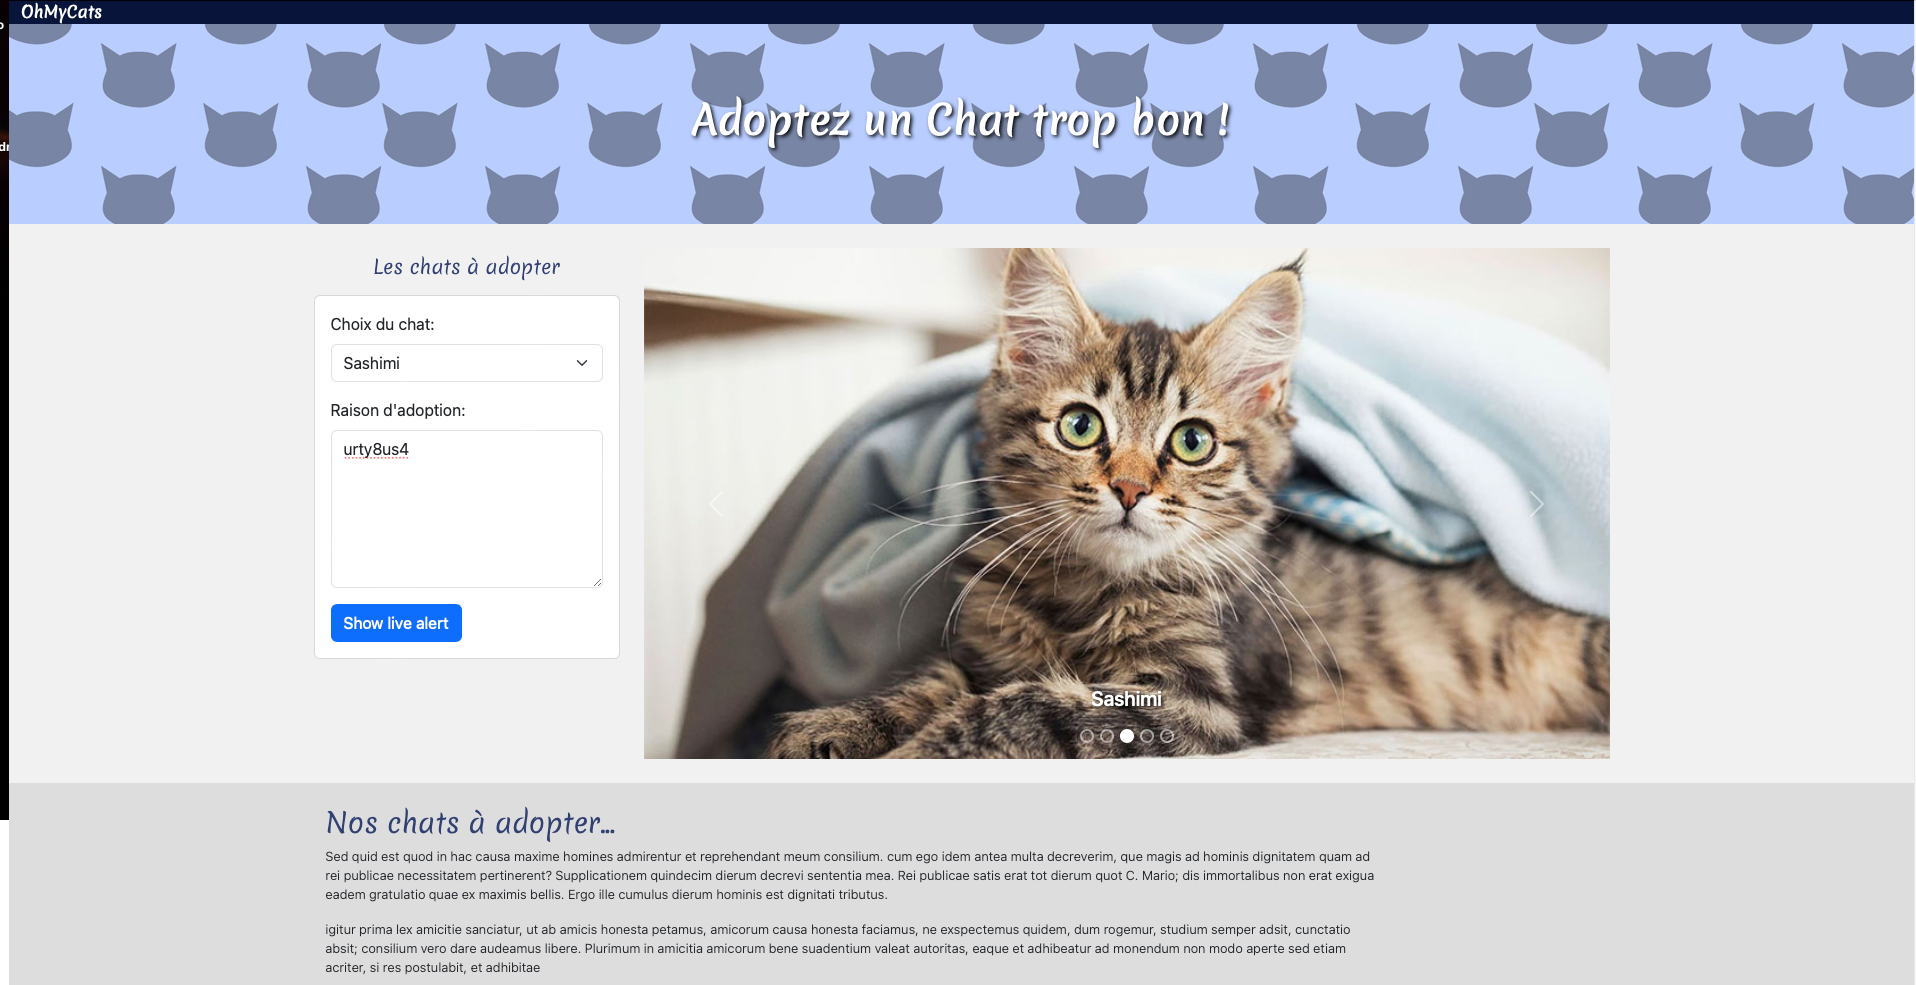 OhMyCats
Adoptez un Chat trop bon !
Les chats à adopter
Choix du chat:
Sashimi
Raison d'adoption:
urty8us4
Show live alert
Sashimi
Nos chats à adopter...
Sed quid est quod in hac causa maxime homines admirentur et reprehendant meum consilium. cum ego idem antea multa decreverim, que magis ad hominis dignitatem quam ad
rei publicae necessitatem pertinerent? Supplicationem quindecim dierum decrevi sententia mea. Rei publicae satis erat tot dierum quot C. Mario; dis immortalibus non erat exigua
eadem gratulatio quae ex maximis bellis. Ergo ille cumulus dierum hominis est dignitati tributus.
igitur prima lex amicitie sanciatur, ut ab amicis honesta petamus, amicorum causa honesta faciamus, ne exspectemus quidem, dum rogemur, studium semper adsit, cunctatio
absit; consilium vero dare audeamus libere. Plurimum in amicitia amicorum bene suadentium valeat autoritas, eaque et adhibeatur ad monendum non modo aperte sed etiam
acriter, si res postulabit, et adhibitae